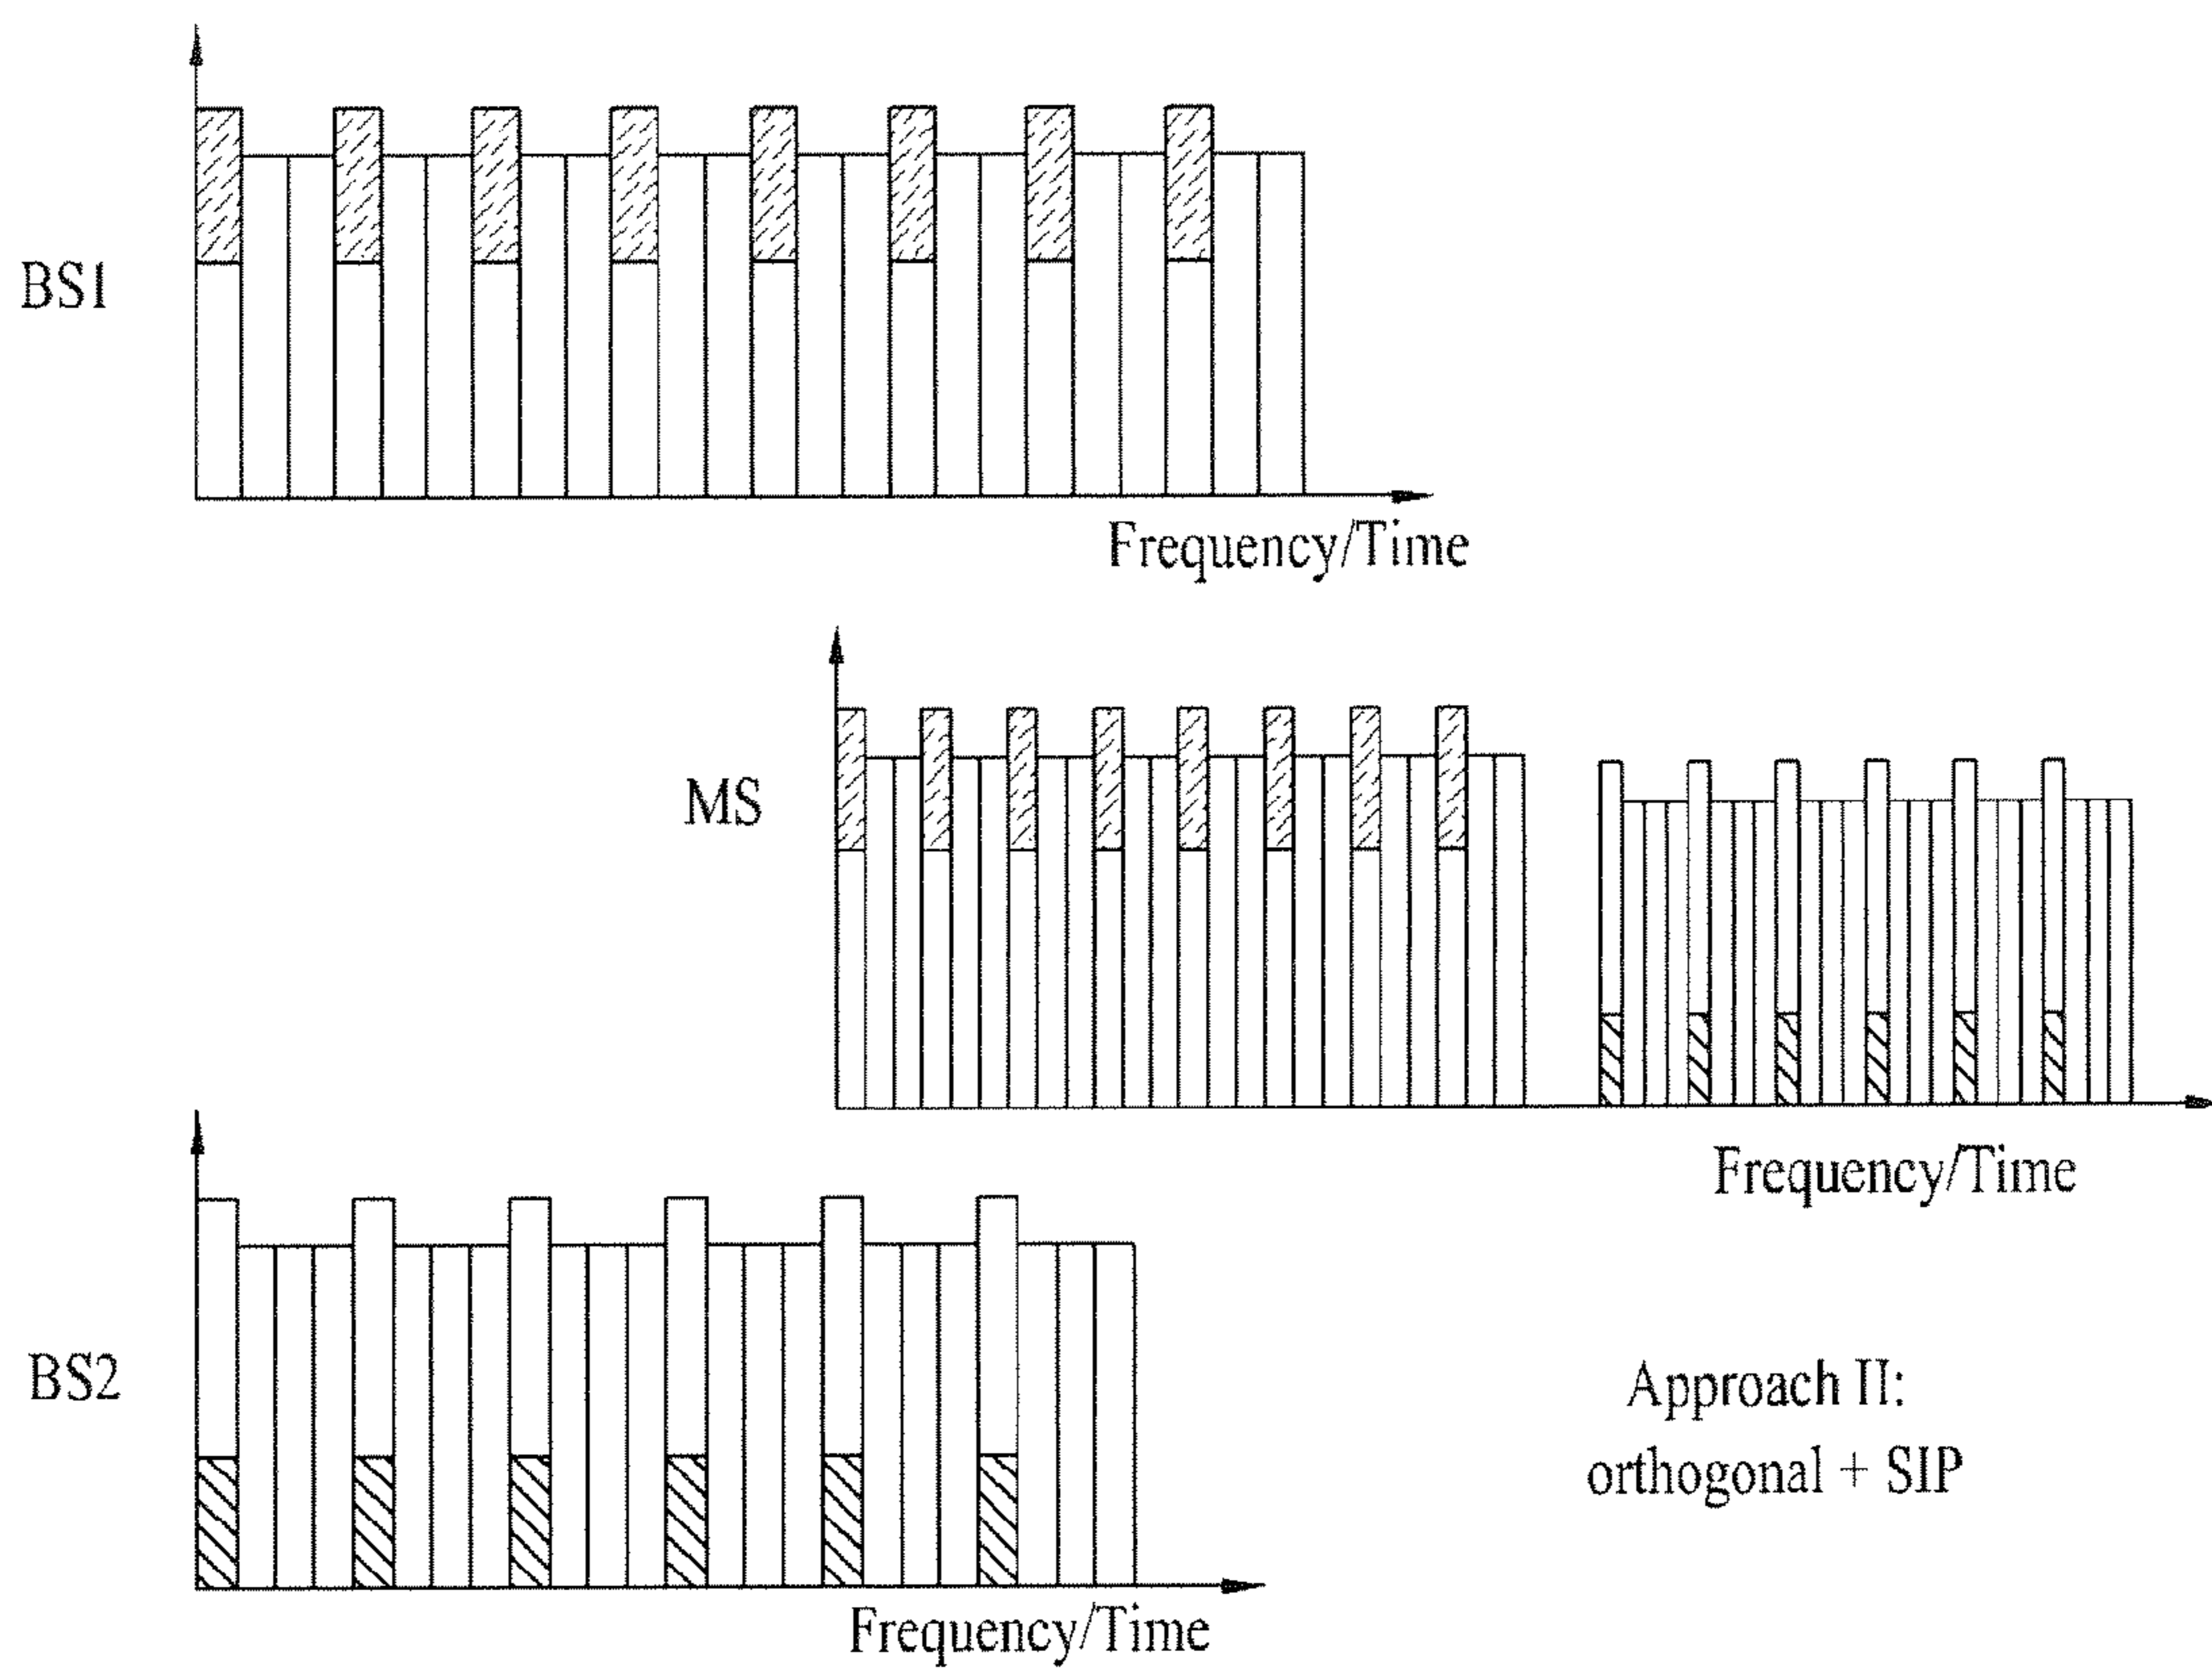 BS1
Frequency/Time
MS
Frequency/Time
BS2
Frequency/Time
Approach II:
orthogonal + SIP